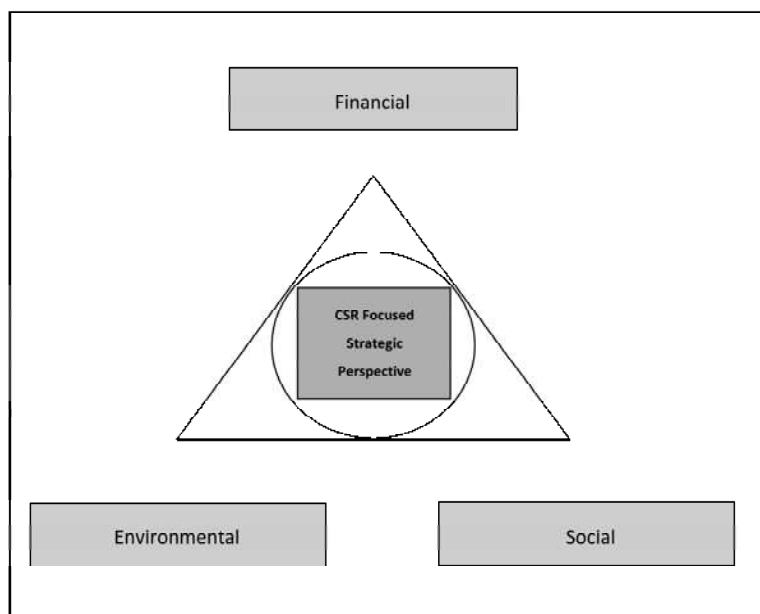 Financial
CSR Focused
Strategic
Perspective
Environmental
Social